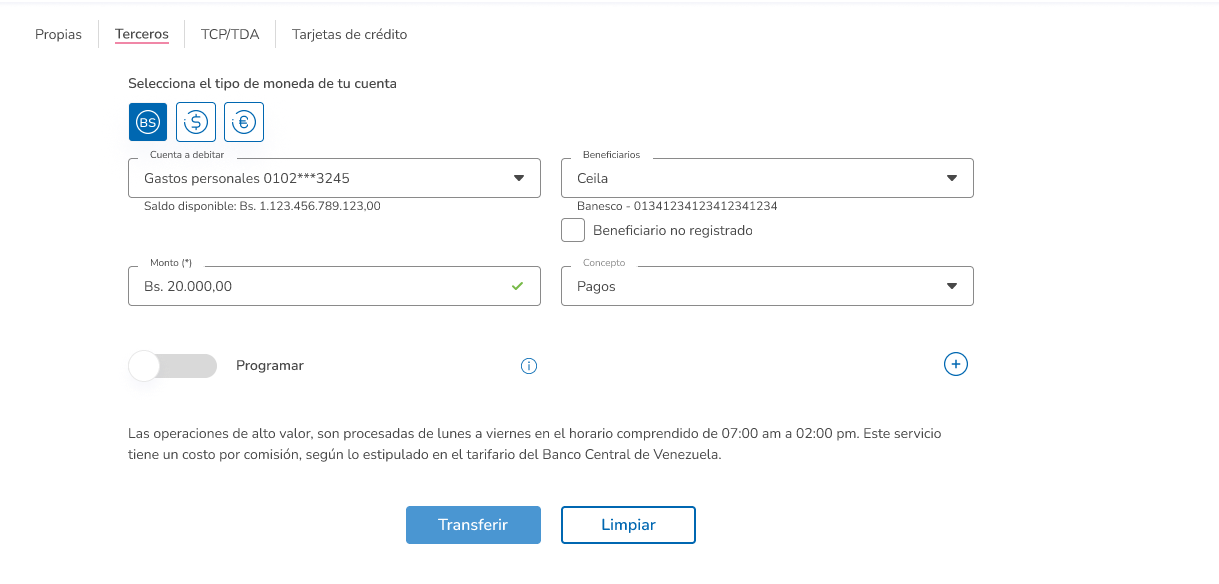 Propias Terceros TCP/TDA Tarjetas de crédito
Selecciona el tipo de moneda de tu cuenta
BS $ €
Cuenta a debitar Beneficiarios
Gastos personales 0102***3245 Ceila
Saldo disponible: Bs. 1.123.456.789.123,00 Banesco - 01341234123412341234
Beneficiario no registrado
Monto (*) Concepto
Bs. 20.000,00 Pagos
Programar
Las operaciones de alto valor, son procesadas de lunes a viernes en el horario comprendido de 07:00 am a 02:00 pm. Este servicio
tiene un costo por comisión, según lo estipulado en el tarifario del Banco Central de Venezuela.
Transferir Limpiar